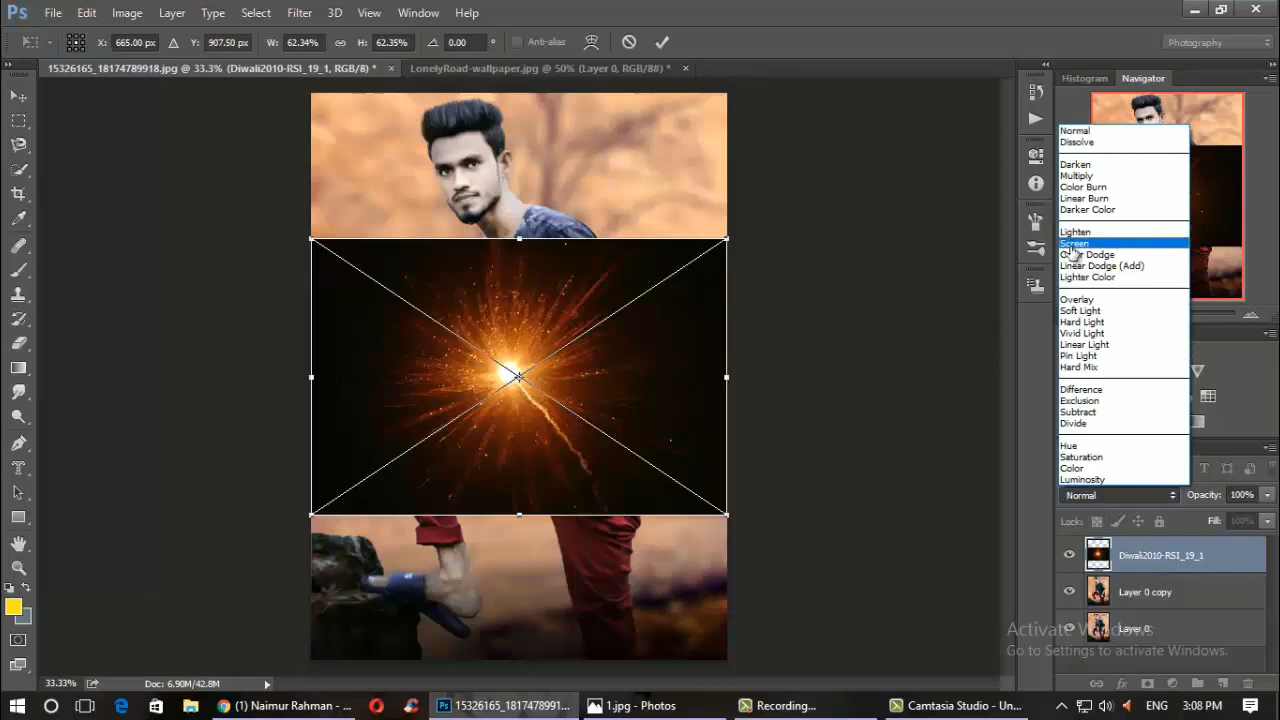 Ps File Edit Image Layer Type Select Filter 3D View Window Help
X: 665.00 px Y: 907.50 px W: 62.34% H: 62.35% 0.00 ° Anti-alias Photography
15326165_18174789918.jpg @ 33.3% (Diwali2010-RSI_19_1, RGB/8) * × LonelyRoad-wallpaper.jpg @ 50% (Layer 0, RGB/8#) * × Histogram Navigator
Normal
Dissolve
Darken
Multiply
Color Burn
Linear Burn
Darker Color
Lighten
Screen
Color Dodge
Linear Dodge (Add)
Lighter Color
Overlay
Soft Light
Hard Light
Vivid Light
Linear Light
Pin Light
Hard Mix
Difference
Exclusion
Subtract
Divide
Hue
Saturation
Color
Luminosity
Normal Opacity: 100%
Lock: Fill: 100%
Diwali2010-RSI_19_1
Layer 0 copy
Layer 0
Activate Windows
Go to Settings to activate Windows.
33.33% Doc: 6.90M/42.8M
(1) Naimur Rahman - ... 15326165_181747899... 1.jpg - Photos Recording... Camtasia Studio - Un... 3:08 PM